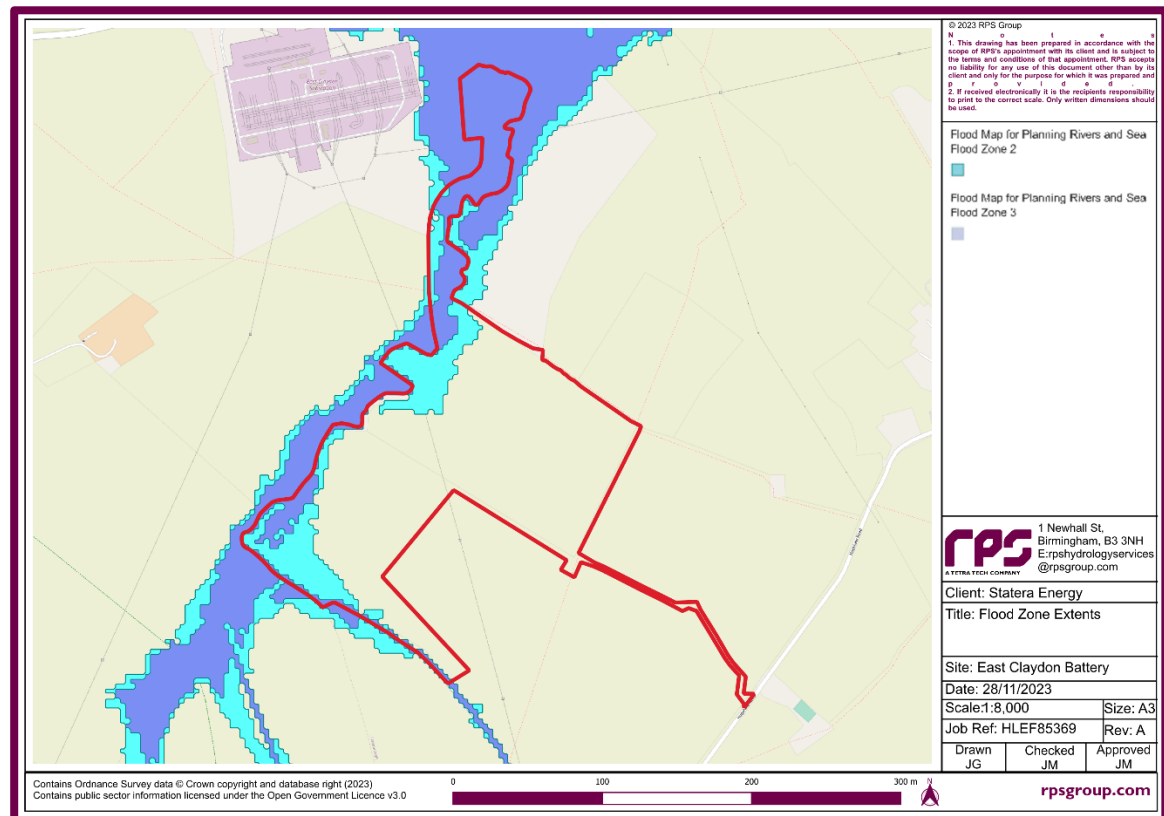 © 2023 RPS Group
N o t e s
1. This drawing has been prepared in accordance with the
scope of RPS's appointment with its client and is subject to
the terms and conditions of that appointment. RPS accepts
no liability for any use of this document other than by its
client and only for the purpose for which it was prepared and
p r o v i d e d .
2. If received electronically it is the recipients responsibility
to print to the correct scale. Only written dimensions should
be used.
Flood Map for Planning Rivers and Sea
Flood Zone 2
Flood Map for Planning Rivers and Sea
Flood Zone 3
rps
A TETRA TECH COMPANY
1 Newhall St,
Birmingham, B3 3NH
E:rpshydrologyservices
@rpsgroup.com
Client: Statera Energy
Title: Flood Zone Extents
Site: East Claydon Battery
Date: 28/11/2023
Scale:1:8,000 Size: A3
Job Ref: HLEF85369 Rev: A
Drawn Checked Approved
JG JM JM
Contains Ordnance Survey data © Crown copyright and database right (2023)
Contains public sector information licensed under the Open Government Licence v3.0
0 100 200 300 m N
rpsgroup.com